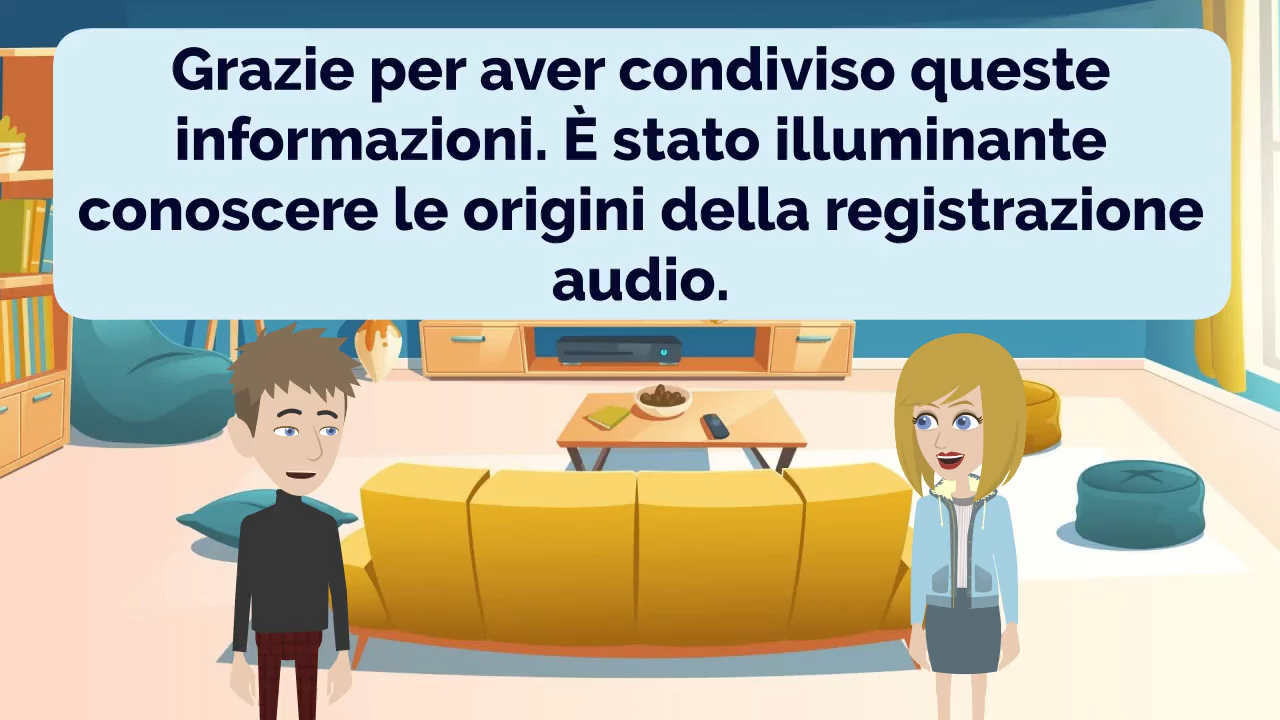 Grazie per aver condiviso queste
informazioni. È stato illuminante
conoscere le origini della registrazione
audio.